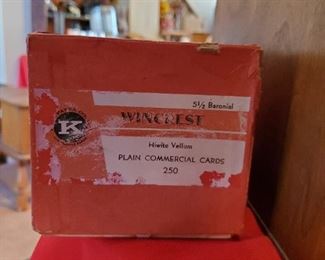 5½ Baronial
WINCREST
K
Hiwite Vellum
PLAIN COMMERCIAL CARDS
250